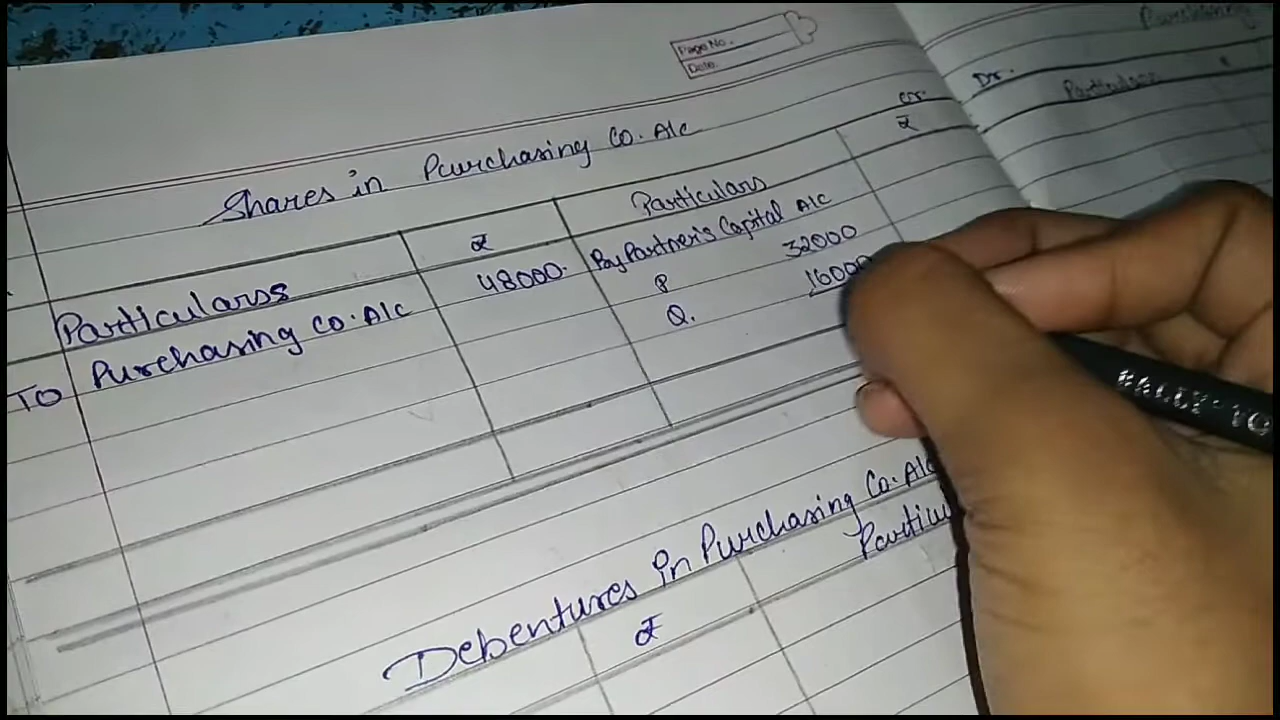 Page No.
Date.
Purchasing
Shares in Purchasing Co. A/c
Cr.
Dr.
Particulars ₹ Particulars ₹
Particulars
To Purchasing Co. A/c 48000. By Partner's Capital A/c
P 32000
Q. 16000
Debentures in Purchasing Co. A/c
₹